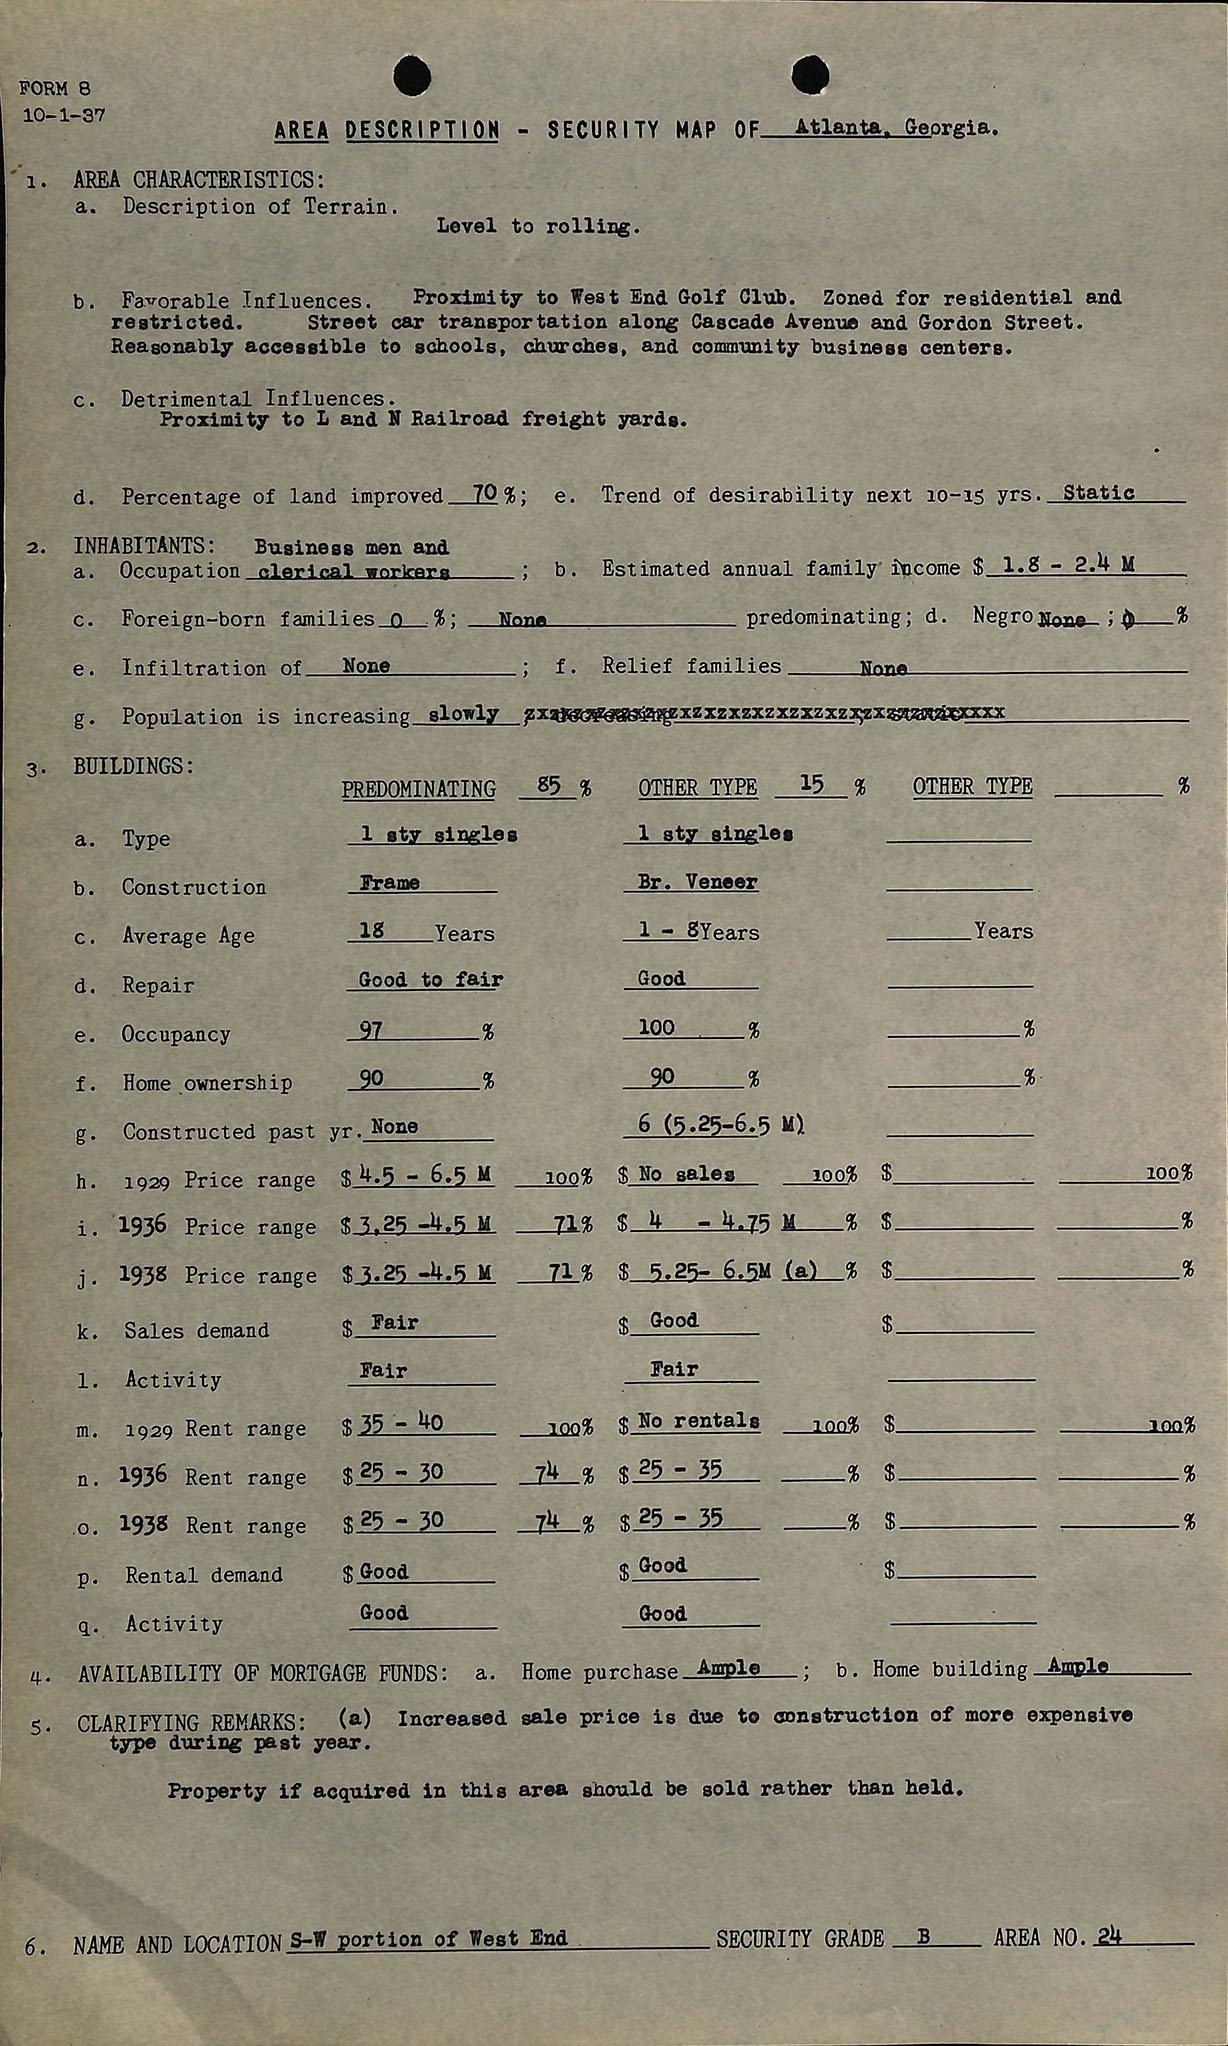 FORM 8
10-1-37
AREA DESCRIPTION - SECURITY MAP OF Atlanta, Georgia.
1. AREA CHARACTERISTICS:
a. Description of Terrain.
Level to rolling.
b. Favorable Influences. Proximity to West End Golf Club. Zoned for residential and
restricted. Street car transportation along Cascade Avenue and Gordon Street.
Reasonably accessible to schools, churches, and community business centers.
c. Detrimental Influences.
Proximity to L and N Railroad freight yards.
d. Percentage of land improved 70 %; e. Trend of desirability next 10-15 yrs. Static
2. INHABITANTS: Business men and
a. Occupation clerical workers ; b. Estimated annual family income $ 1.8 - 2.4 M
c. Foreign-born families 0 %; None predominating; d. Negro None ; 0 %
e. Infiltration of None ; f. Relief families None
g. Population is increasing slowly ; decreasing ; static
3. BUILDINGS:
PREDOMINATING 85 % OTHER TYPE 15 % OTHER TYPE %
a. Type 1 sty singles 1 sty singles
b. Construction Frame Br. Veneer
c. Average Age 18 Years 1 - 8 Years Years
d. Repair Good to fair Good
e. Occupancy 97 % 100 % %
f. Home ownership 90 % 90 % %
g. Constructed past yr. None 6 (5.25-6.5 M)
h. 1929 Price range $ 4.5 - 6.5 M 100% $ No sales 100% $ 100%
i. 1936 Price range $ 3.25 -4.5 M 71% $ 4 - 4.75 M % $ %
j. 1938 Price range $ 3.25 -4.5 M 71 % $ 5.25- 6.5M (a) % $ %
k. Sales demand $ Fair $ Good $
l. Activity Fair Fair
m. 1929 Rent range $ 35 - 40 100% $ No rentals 100% $ 100%
n. 1936 Rent range $ 25 - 30 74 % $ 25 - 35 % $ %
o. 1938 Rent range $ 25 - 30 74 % $ 25 - 35 % $ %
p. Rental demand $ Good $ Good $
q. Activity Good Good
4. AVAILABILITY OF MORTGAGE FUNDS: a. Home purchase Ample ; b. Home building Ample
5. CLARIFYING REMARKS: (a) Increased sale price is due to construction of more expensive
type during past year.
Property if acquired in this area should be sold rather than held.
6. NAME AND LOCATION S-W portion of West End SECURITY GRADE B AREA NO. 24